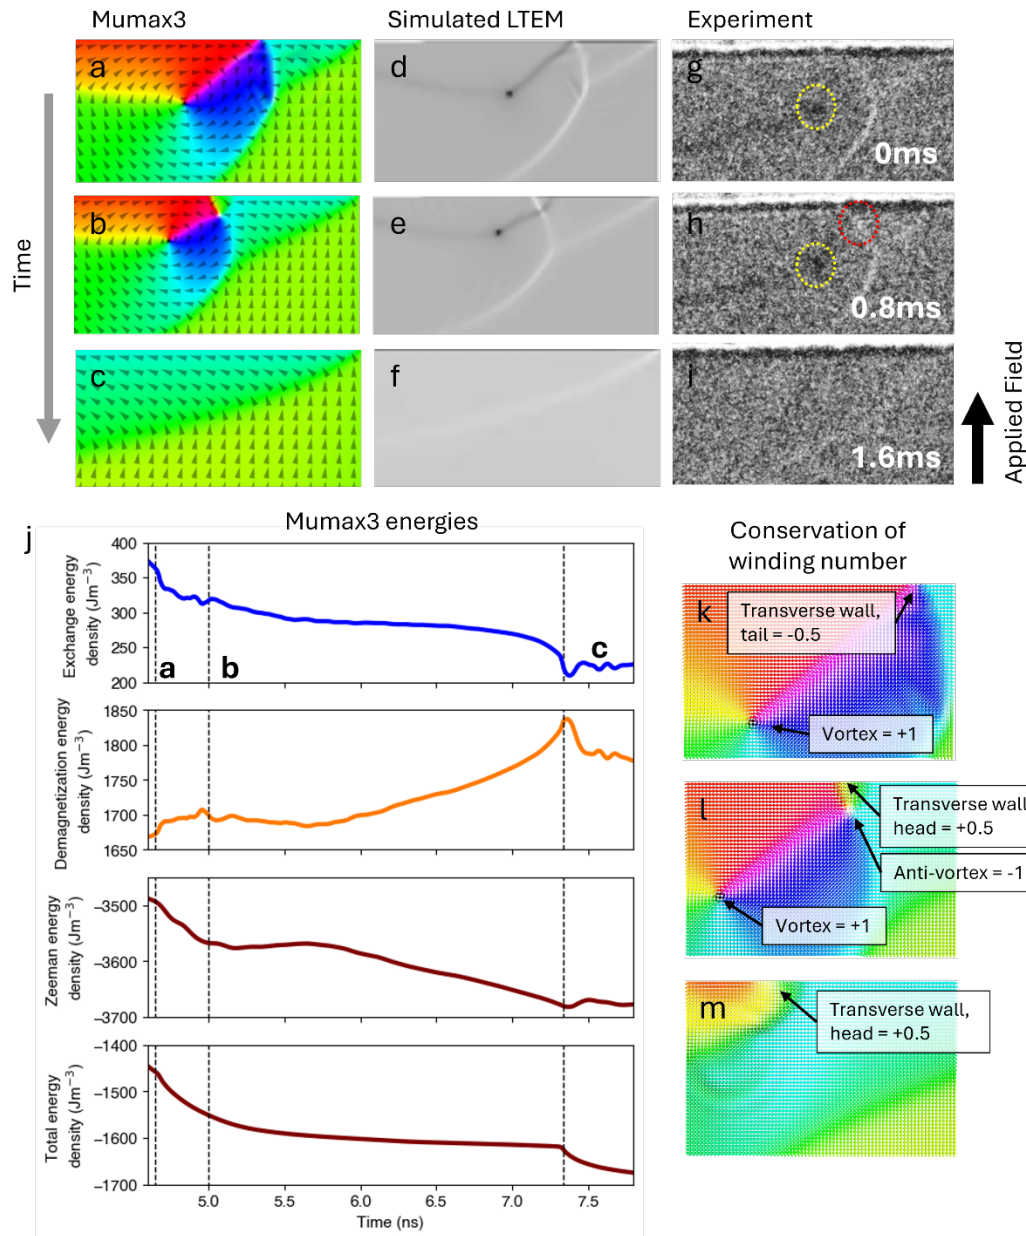 Mumax3
Simulated LTEM
Experiment
a
d
g
0ms
b
e
h
0.8ms
c
f
i
1.6ms
Time
Applied Field
j
Mumax3 energies
Exchange energy
density (Jm⁻³)
400
350
300
250
200
a
b
c
Demagnetization energy
density (Jm⁻³)
1850
1800
1750
1700
1650
Zeeman energy
density (Jm⁻³)
−3500
−3600
−3700
Total energy
density (Jm⁻³)
−1400
−1500
−1600
−1700
5.0
5.5
6.0
6.5
7.0
7.5
Time (ns)
Conservation of
winding number
k
Transverse wall,
tail = -0.5
Vortex = +1
l
Transverse wall
head = +0.5
Anti-vortex = -1
Vortex = +1
m
Transverse wall,
head = +0.5